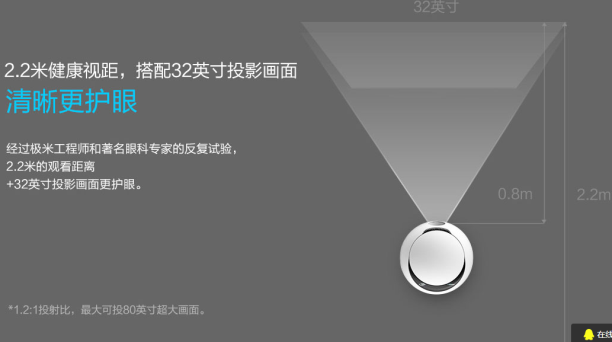 32英寸
2.2米健康视距，搭配32英寸投影画面
清晰更护眼
经过极米工程师和著名眼科专家的反复试验，
2.2米的观看距离
+32英寸投影画面更护眼。
0.8m
2.2m
*1.2:1投射比，最大可投80英寸超大画面。
在线